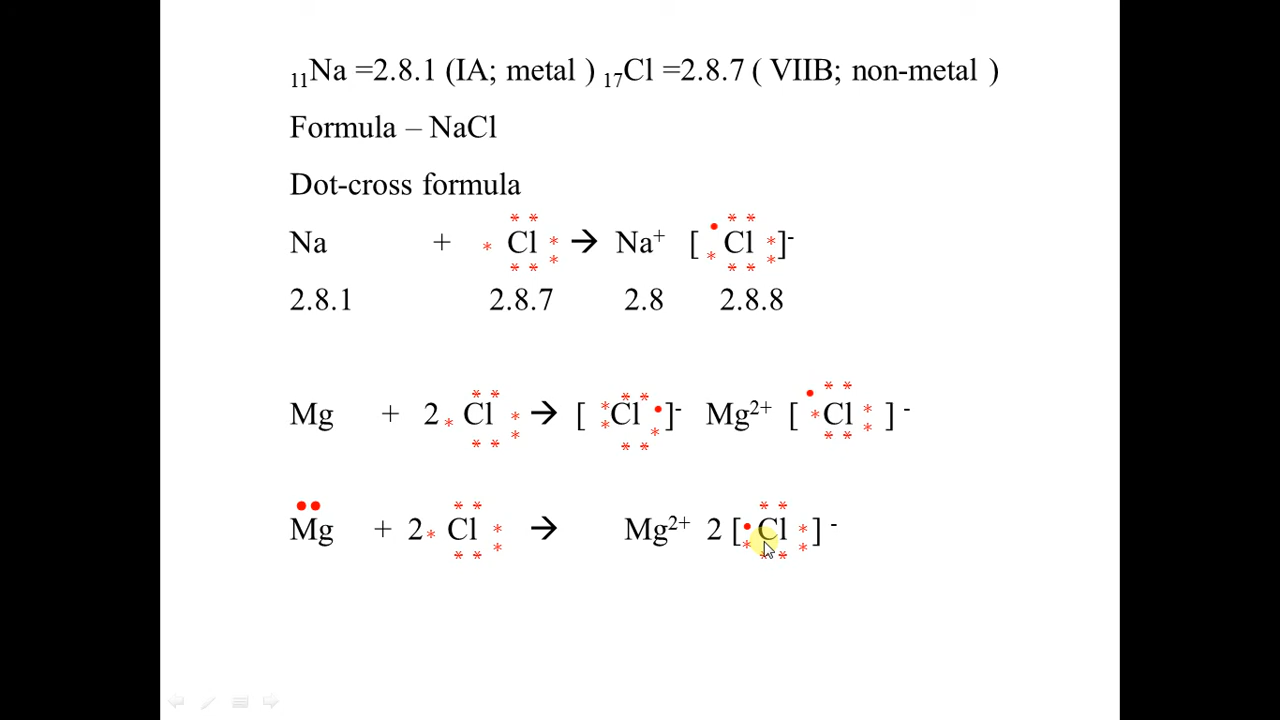 ₁₁Na =2.8.1 (IA; metal ) ₁₇Cl =2.8.7 ( VIIB; non-metal )
Formula – NaCl
Dot-cross formula
Na + Cl → Na⁺ [ Cl ]⁻
2.8.1 2.8.7 2.8 2.8.8
Mg + 2 Cl → [ Cl ]⁻ Mg²⁺ [ Cl ]⁻
Mg + 2 Cl → Mg²⁺ 2 [ Cl ]⁻